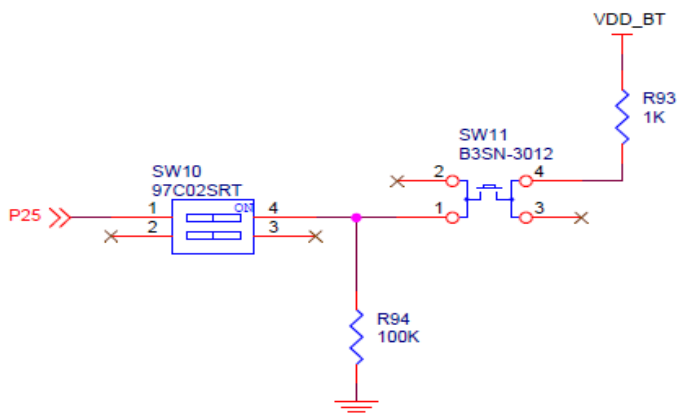 VDD_BT
R93
1K
SW11
B3SN-3012
2
4
1
3
SW10
97C02SRT
P25
1
ON
4
2
3
R94
100K